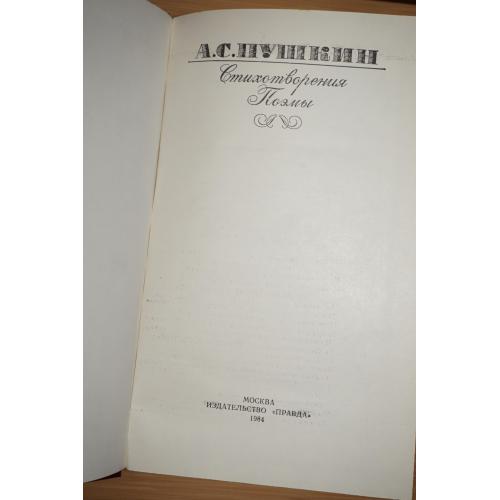 А.С.ПУШКИН
Стихотворения
Поэмы
МОСКВА
ИЗДАТЕЛЬСТВО «ПРАВДА»
1984